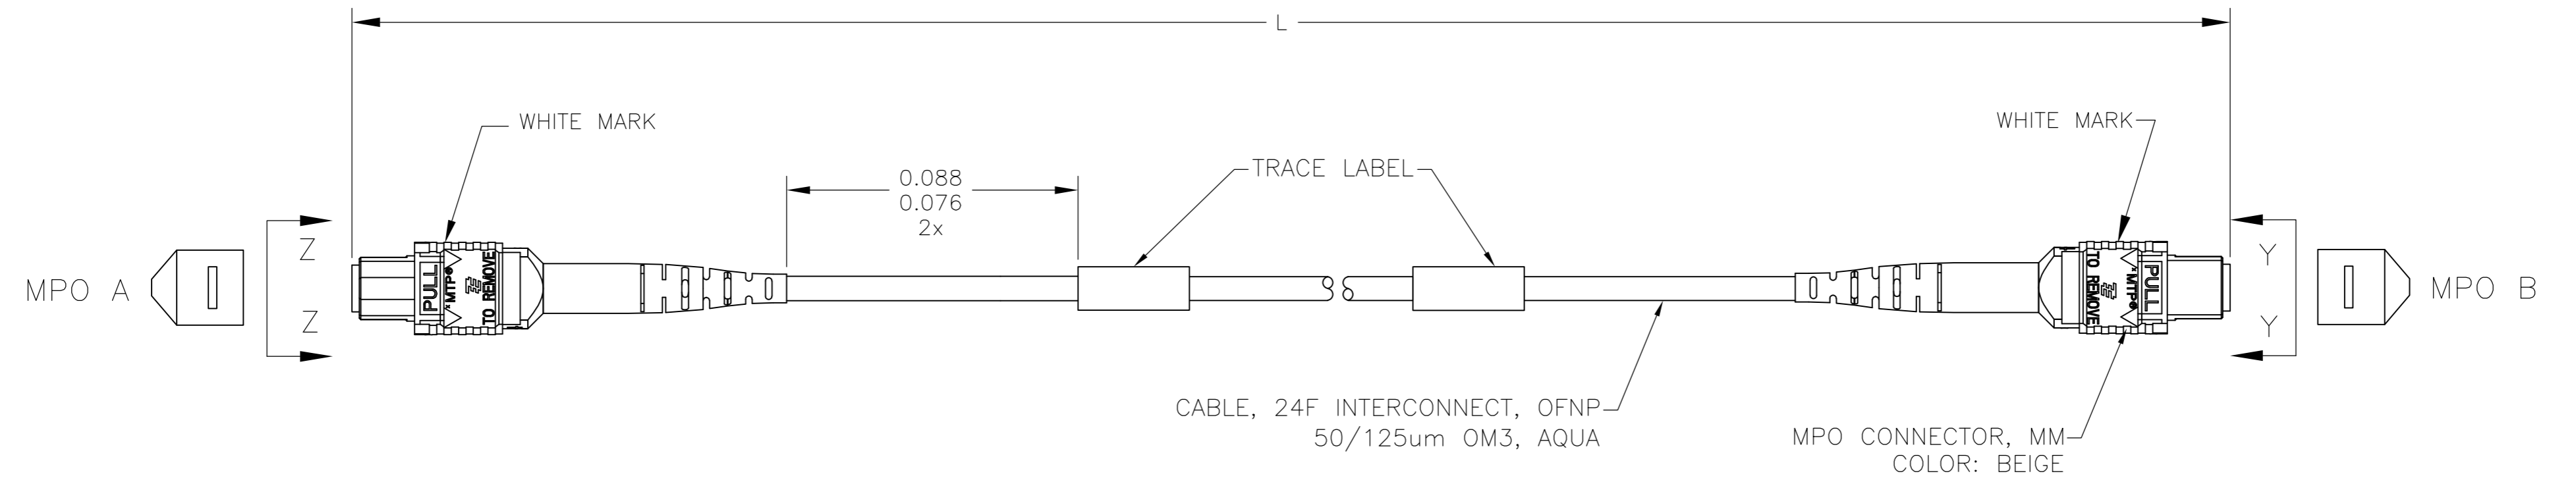 L
WHITE MARK
WHITE MARK
TRACE LABEL
0.088
0.076
2x
Z
Z
Y
Y
MPO A
MPO B
PULL
MTP®
TO REMOVE
TO REMOVE
MTP®
PULL
CABLE, 24F INTERCONNECT, OFNP
50/125um OM3, AQUA
MPO CONNECTOR, MM
COLOR: BEIGE